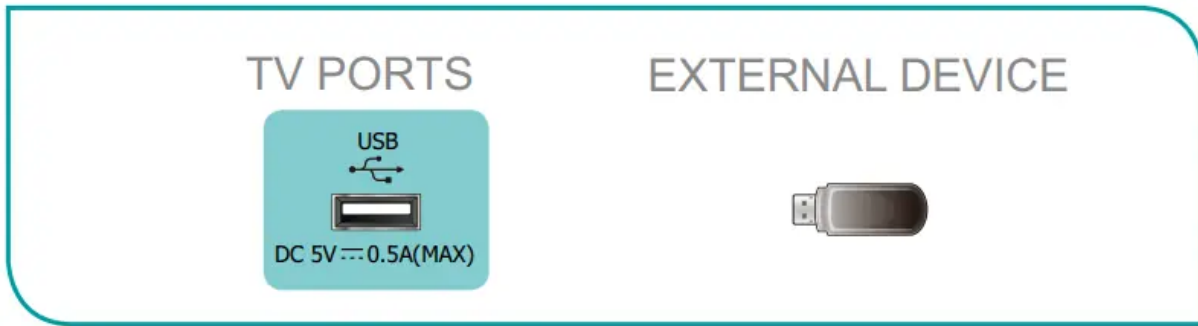 TV PORTS
EXTERNAL DEVICE
USB
DC 5V⎓0.5A(MAX)